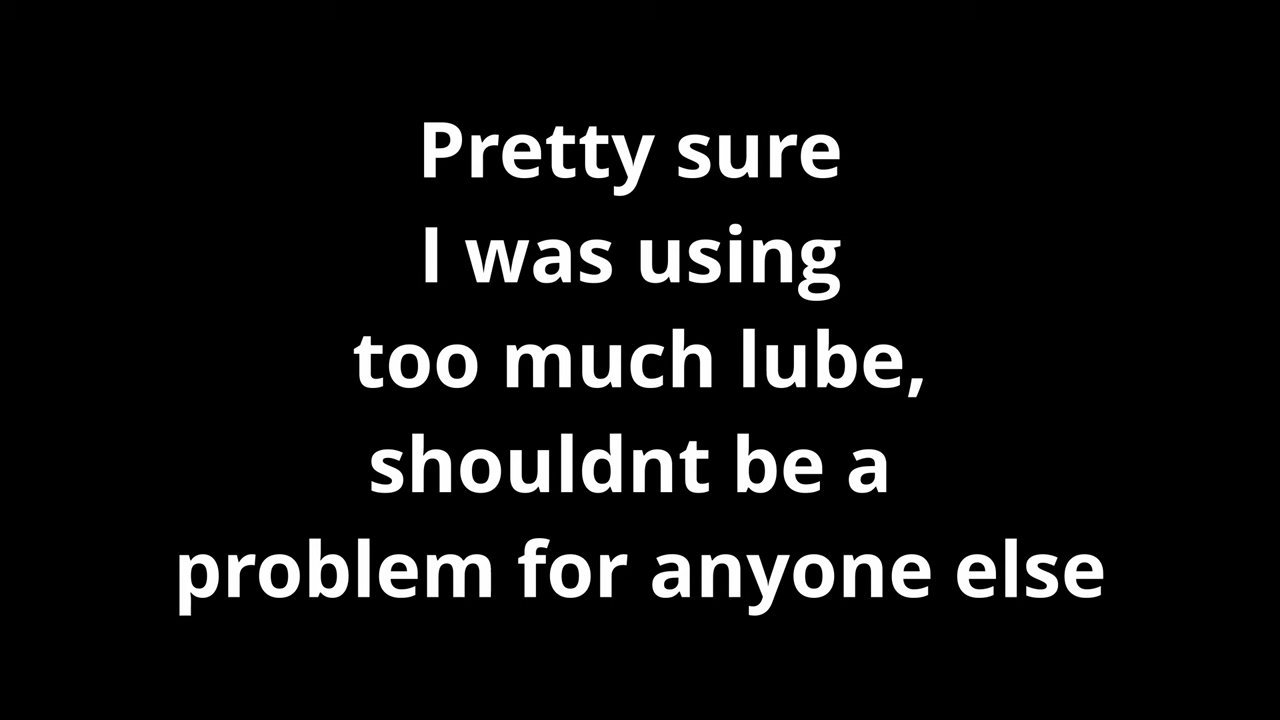 Pretty sure
I was using
too much lube,
shouldnt be a
problem for anyone else